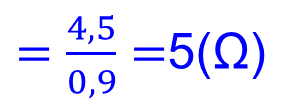 = 4,5/0,9 =5(Ω)